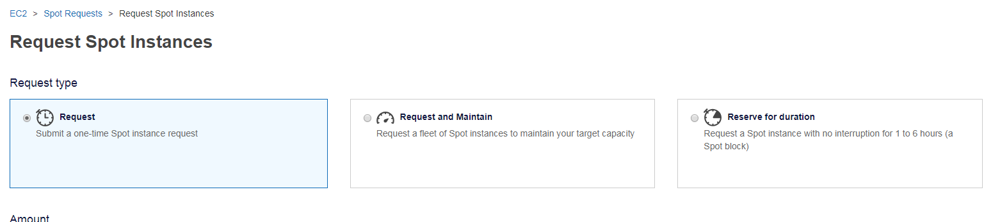 EC2 > Spot Requests > Request Spot Instances
Request Spot Instances
Request type
Request
Submit a one-time Spot instance request
Request and Maintain
Request a fleet of Spot instances to maintain your target capacity
Reserve for duration
Request a Spot instance with no interruption for 1 to 6 hours (a
Spot block)
Amount